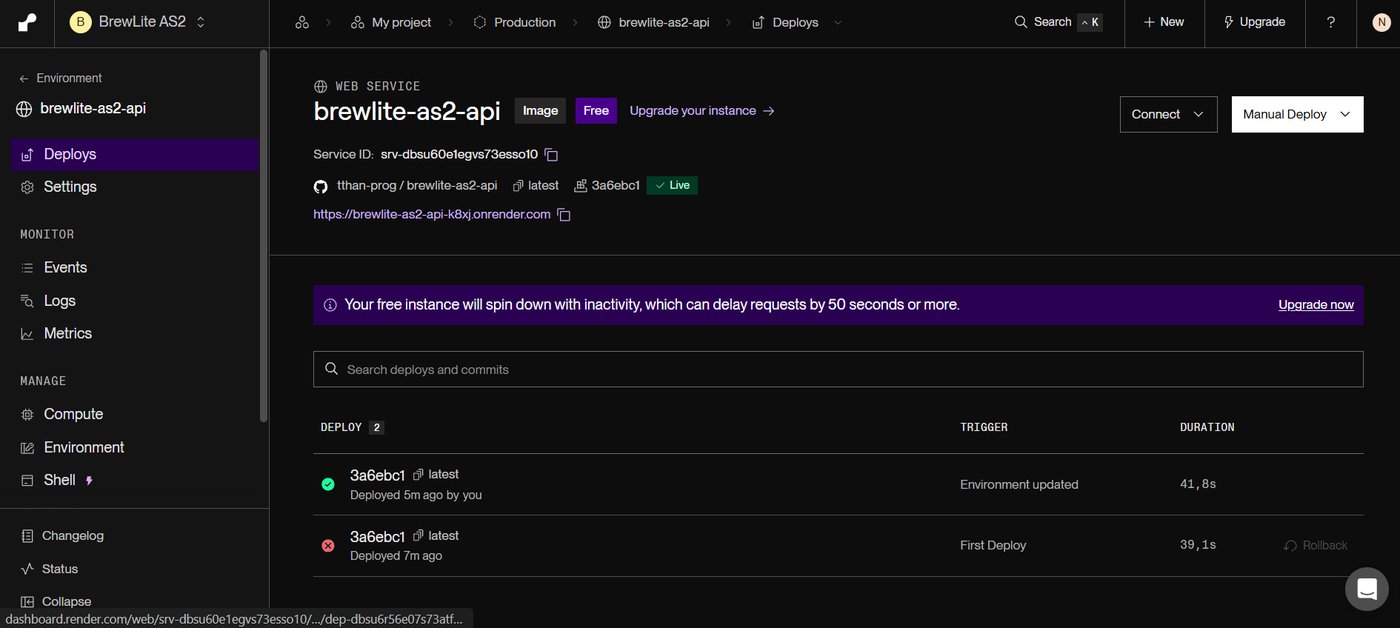 B BrewLite AS2
My project Production brewlite-as2-api Deploys
Search K New Upgrade ? N
Environment
brewlite-as2-api
Deploys
Settings
MONITOR
Events
Logs
Metrics
MANAGE
Compute
Environment
Shell
Changelog
Status
Collapse
WEB SERVICE
brewlite-as2-api Image Free Upgrade your instance →
Connect Manual Deploy
Service ID: srv-dbsu60e1egvs73esso10
tthan-prog / brewlite-as2-api latest 3a6ebc1 Live
https://brewlite-as2-api-k8xj.onrender.com
Your free instance will spin down with inactivity, which can delay requests by 50 seconds or more. Upgrade now
Search deploys and commits
DEPLOY 2 TRIGGER DURATION
3a6ebc1 latest
Deployed 5m ago by you
Environment updated 41,8s
3a6ebc1 latest
Deployed 7m ago
First Deploy 39,1s Rollback
dashboard.render.com/web/srv-dbsu60e1egvs73esso10/.../dep-dbsu6r56e07s73atf...